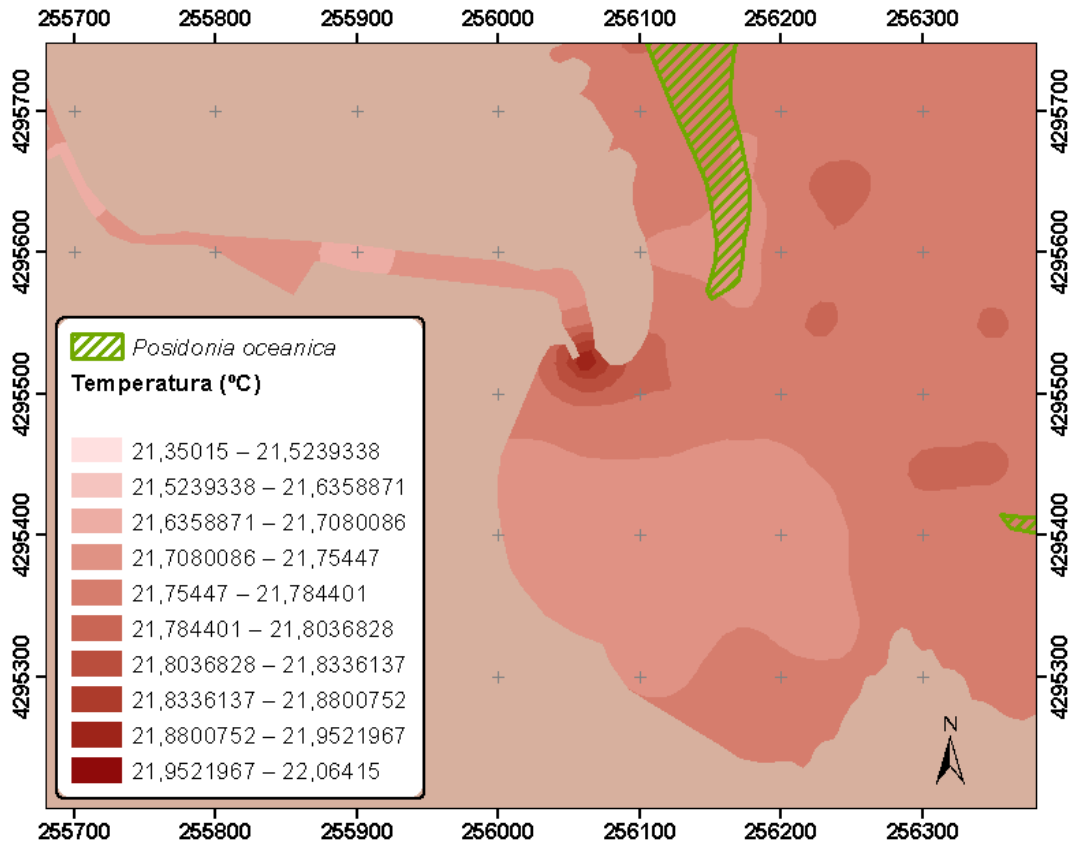 255700 255800 255900 256000 256100 256200 256300
4295700 4295700
4295600 4295600
4295500 4295500
4295400 4295400
4295300 4295300
Posidonia oceanica
Temperatura (ºC)
21,35015 – 21,5239338
21,5239338 – 21,6358871
21,6358871 – 21,7080086
21,7080086 – 21,75447
21,75447 – 21,784401
21,784401 – 21,8036828
21,8036828 – 21,8336137
21,8336137 – 21,8800752
21,8800752 – 21,9521967
21,9521967 – 22,06415
N
255700 255800 255900 256000 256100 256200 256300